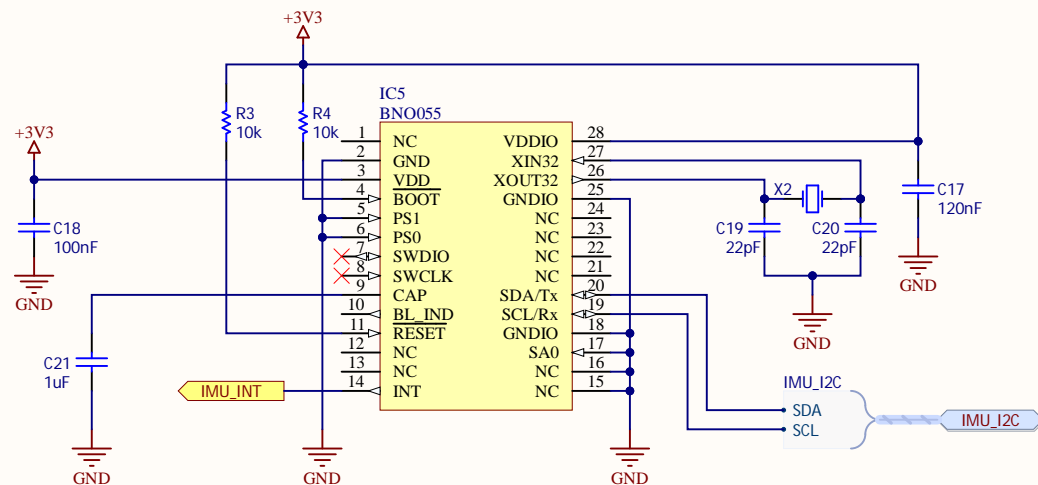 +3V3
+3V3
R3
10k
R4
10k
C18
100nF
GND
C21
1uF
GND
IMU_INT
GND
IC5
BNO055
1 NC
2 GND
3 VDD
4 BOOT
5 PS1
6 PS0
7 SWDIO
8 SWCLK
9 CAP
10 BL_IND
11 RESET
12 NC
13 NC
14 INT
VDDIO 28
XIN32 27
XOUT32 26
GNDIO 25
NC 24
NC 23
NC 22
NC 21
SDA/Tx 20
SCL/Rx 19
GNDIO 18
SA0 17
NC 16
NC 15
GND
X2
C19
22pF
C20
22pF
GND
C17
120nF
GND
IMU_I2C
SDA
SCL
IMU_I2C